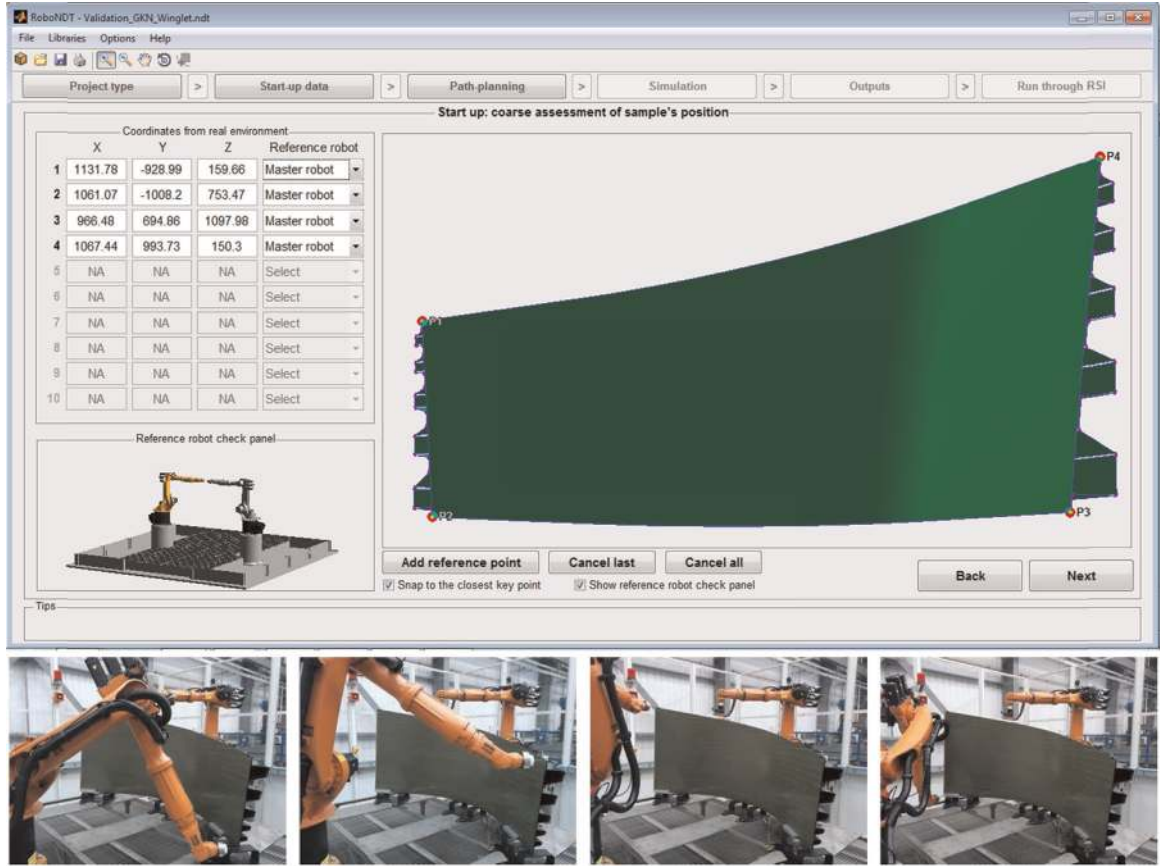 RoboNDT - Validation_GKN_Winglet.ndt
File Libraries Options Help
Project type > Start-up data > Path-planning > Simulation > Outputs > Run through RSI
Start up: coarse assessment of sample's position
Coordinates from real environment
X Y Z Reference robot
1 1131.78 -928.99 159.66 Master robot
2 1061.07 -1008.2 753.47 Master robot
3 966.48 694.86 1097.98 Master robot
4 1067.44 993.73 150.3 Master robot
5 NA NA NA Select
6 NA NA NA Select
7 NA NA NA Select
8 NA NA NA Select
9 NA NA NA Select
10 NA NA NA Select
P4
P1
P2
P3
Reference robot check panel
Add reference point Cancel last Cancel all
Snap to the closest key point Show reference robot check panel
Back Next
Tips